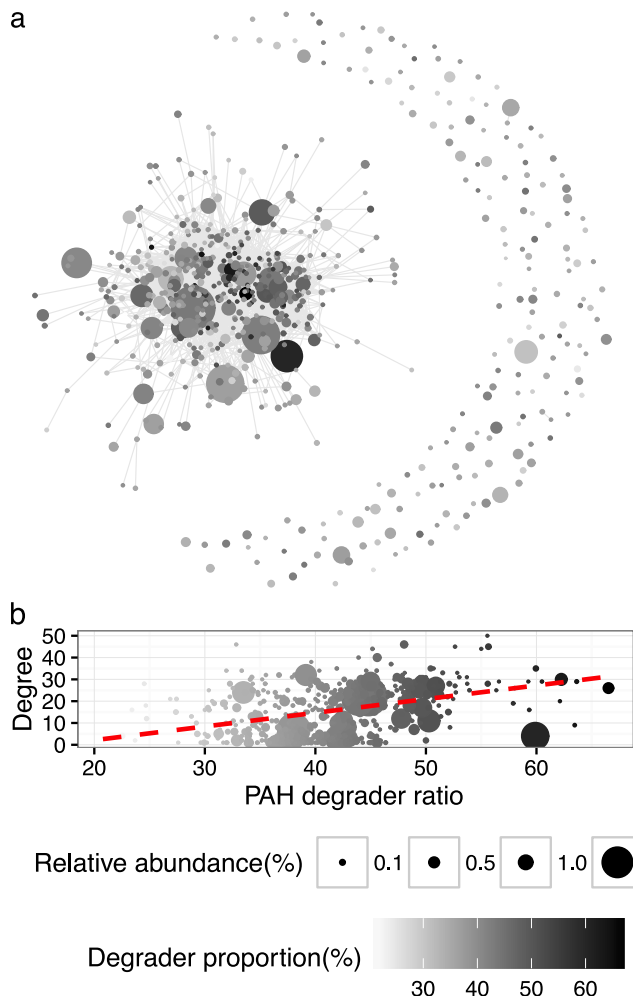 a
b
50
40
30
20
10
0
Degree
20 30 40 50 60
PAH degrader ratio
Relative abundance(%) 0.1 0.5 1.0
Degrader proportion(%)
30 40 50 60